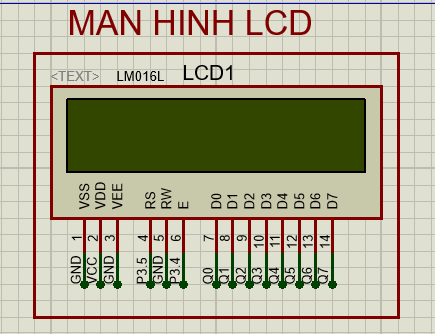 MAN HINH LCD
<TEXT> LM016L LCD1
VSS VDD VEE RS RW E D0 D1 D2 D3 D4 D5 D6 D7
1 2 3 4 5 6 7 8 9 10 11 12 13 14
GND VCC GND P3.5 GND P3.4 Q0 Q1 Q2 Q3 Q4 Q5 Q6 Q7